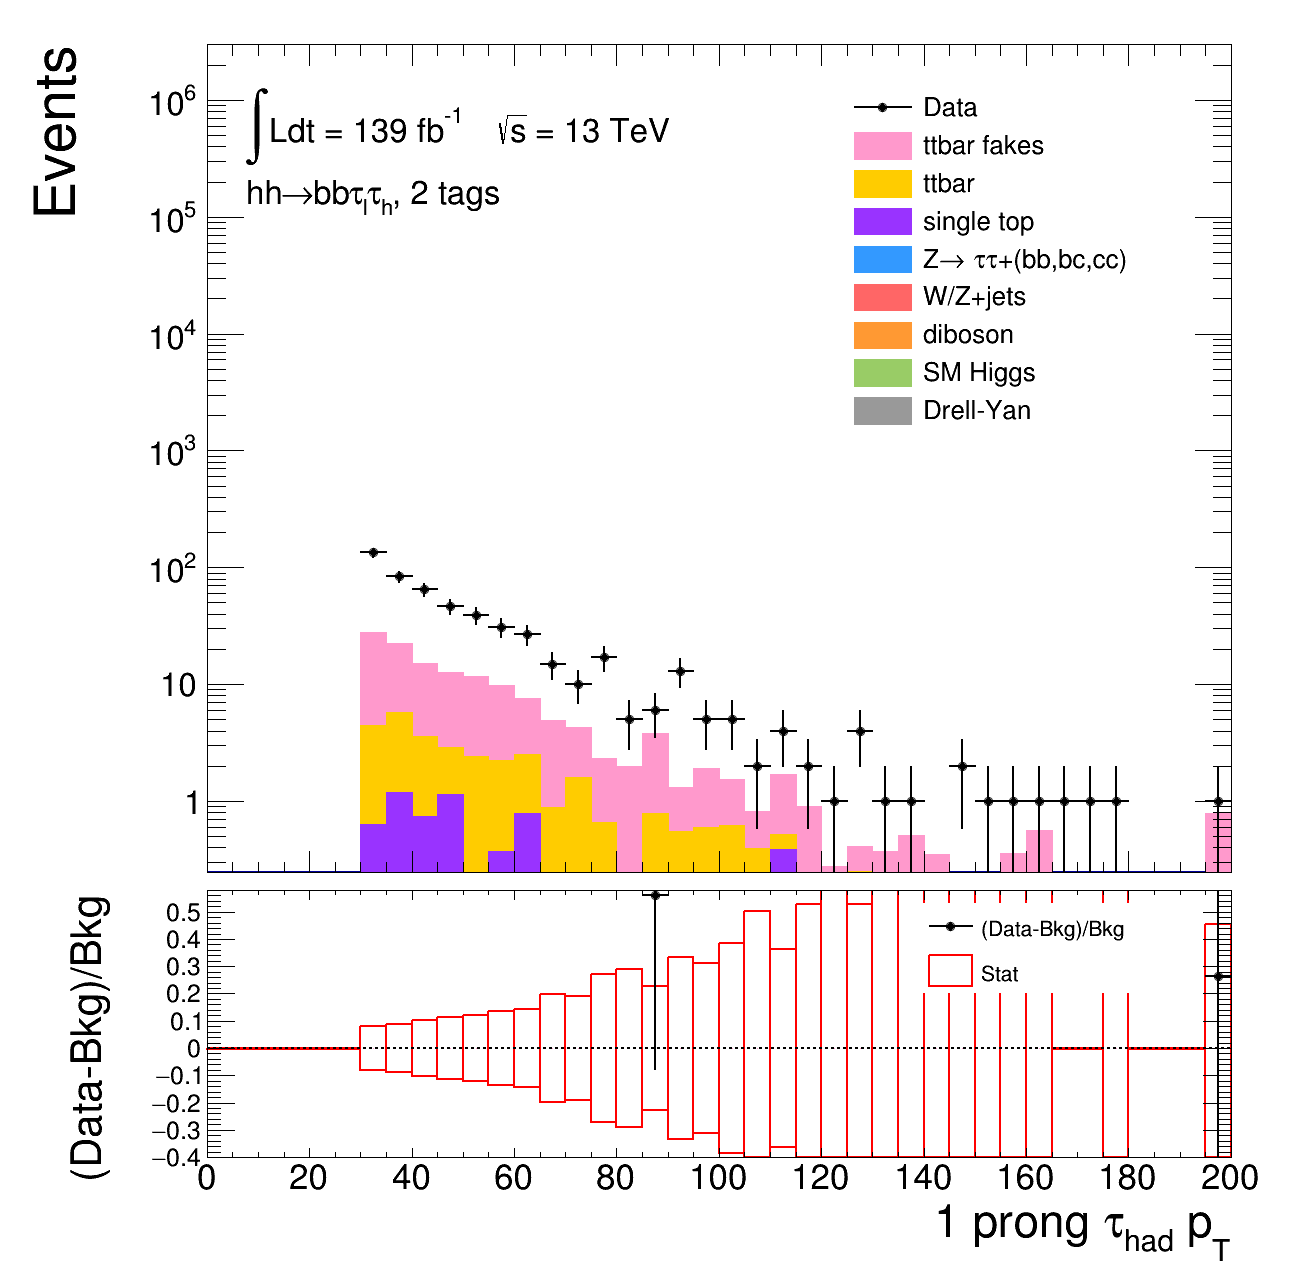 Events
∫Ldt = 139 fb⁻¹ √s = 13 TeV
hh→bbτ_lτ_h, 2 tags
Data
ttbar fakes
ttbar
single top
Z→ ττ+(bb,bc,cc)
W/Z+jets
diboson
SM Higgs
Drell-Yan
10⁶
10⁵
10⁴
10³
10²
10
1
(Data-Bkg)/Bkg
(Data-Bkg)/Bkg
Stat
0.5
0.4
0.3
0.2
0.1
0
−0.1
−0.2
−0.3
−0.4
0 20 40 60 80 100 120 140 160 180 200
1 prong τ_had p_T